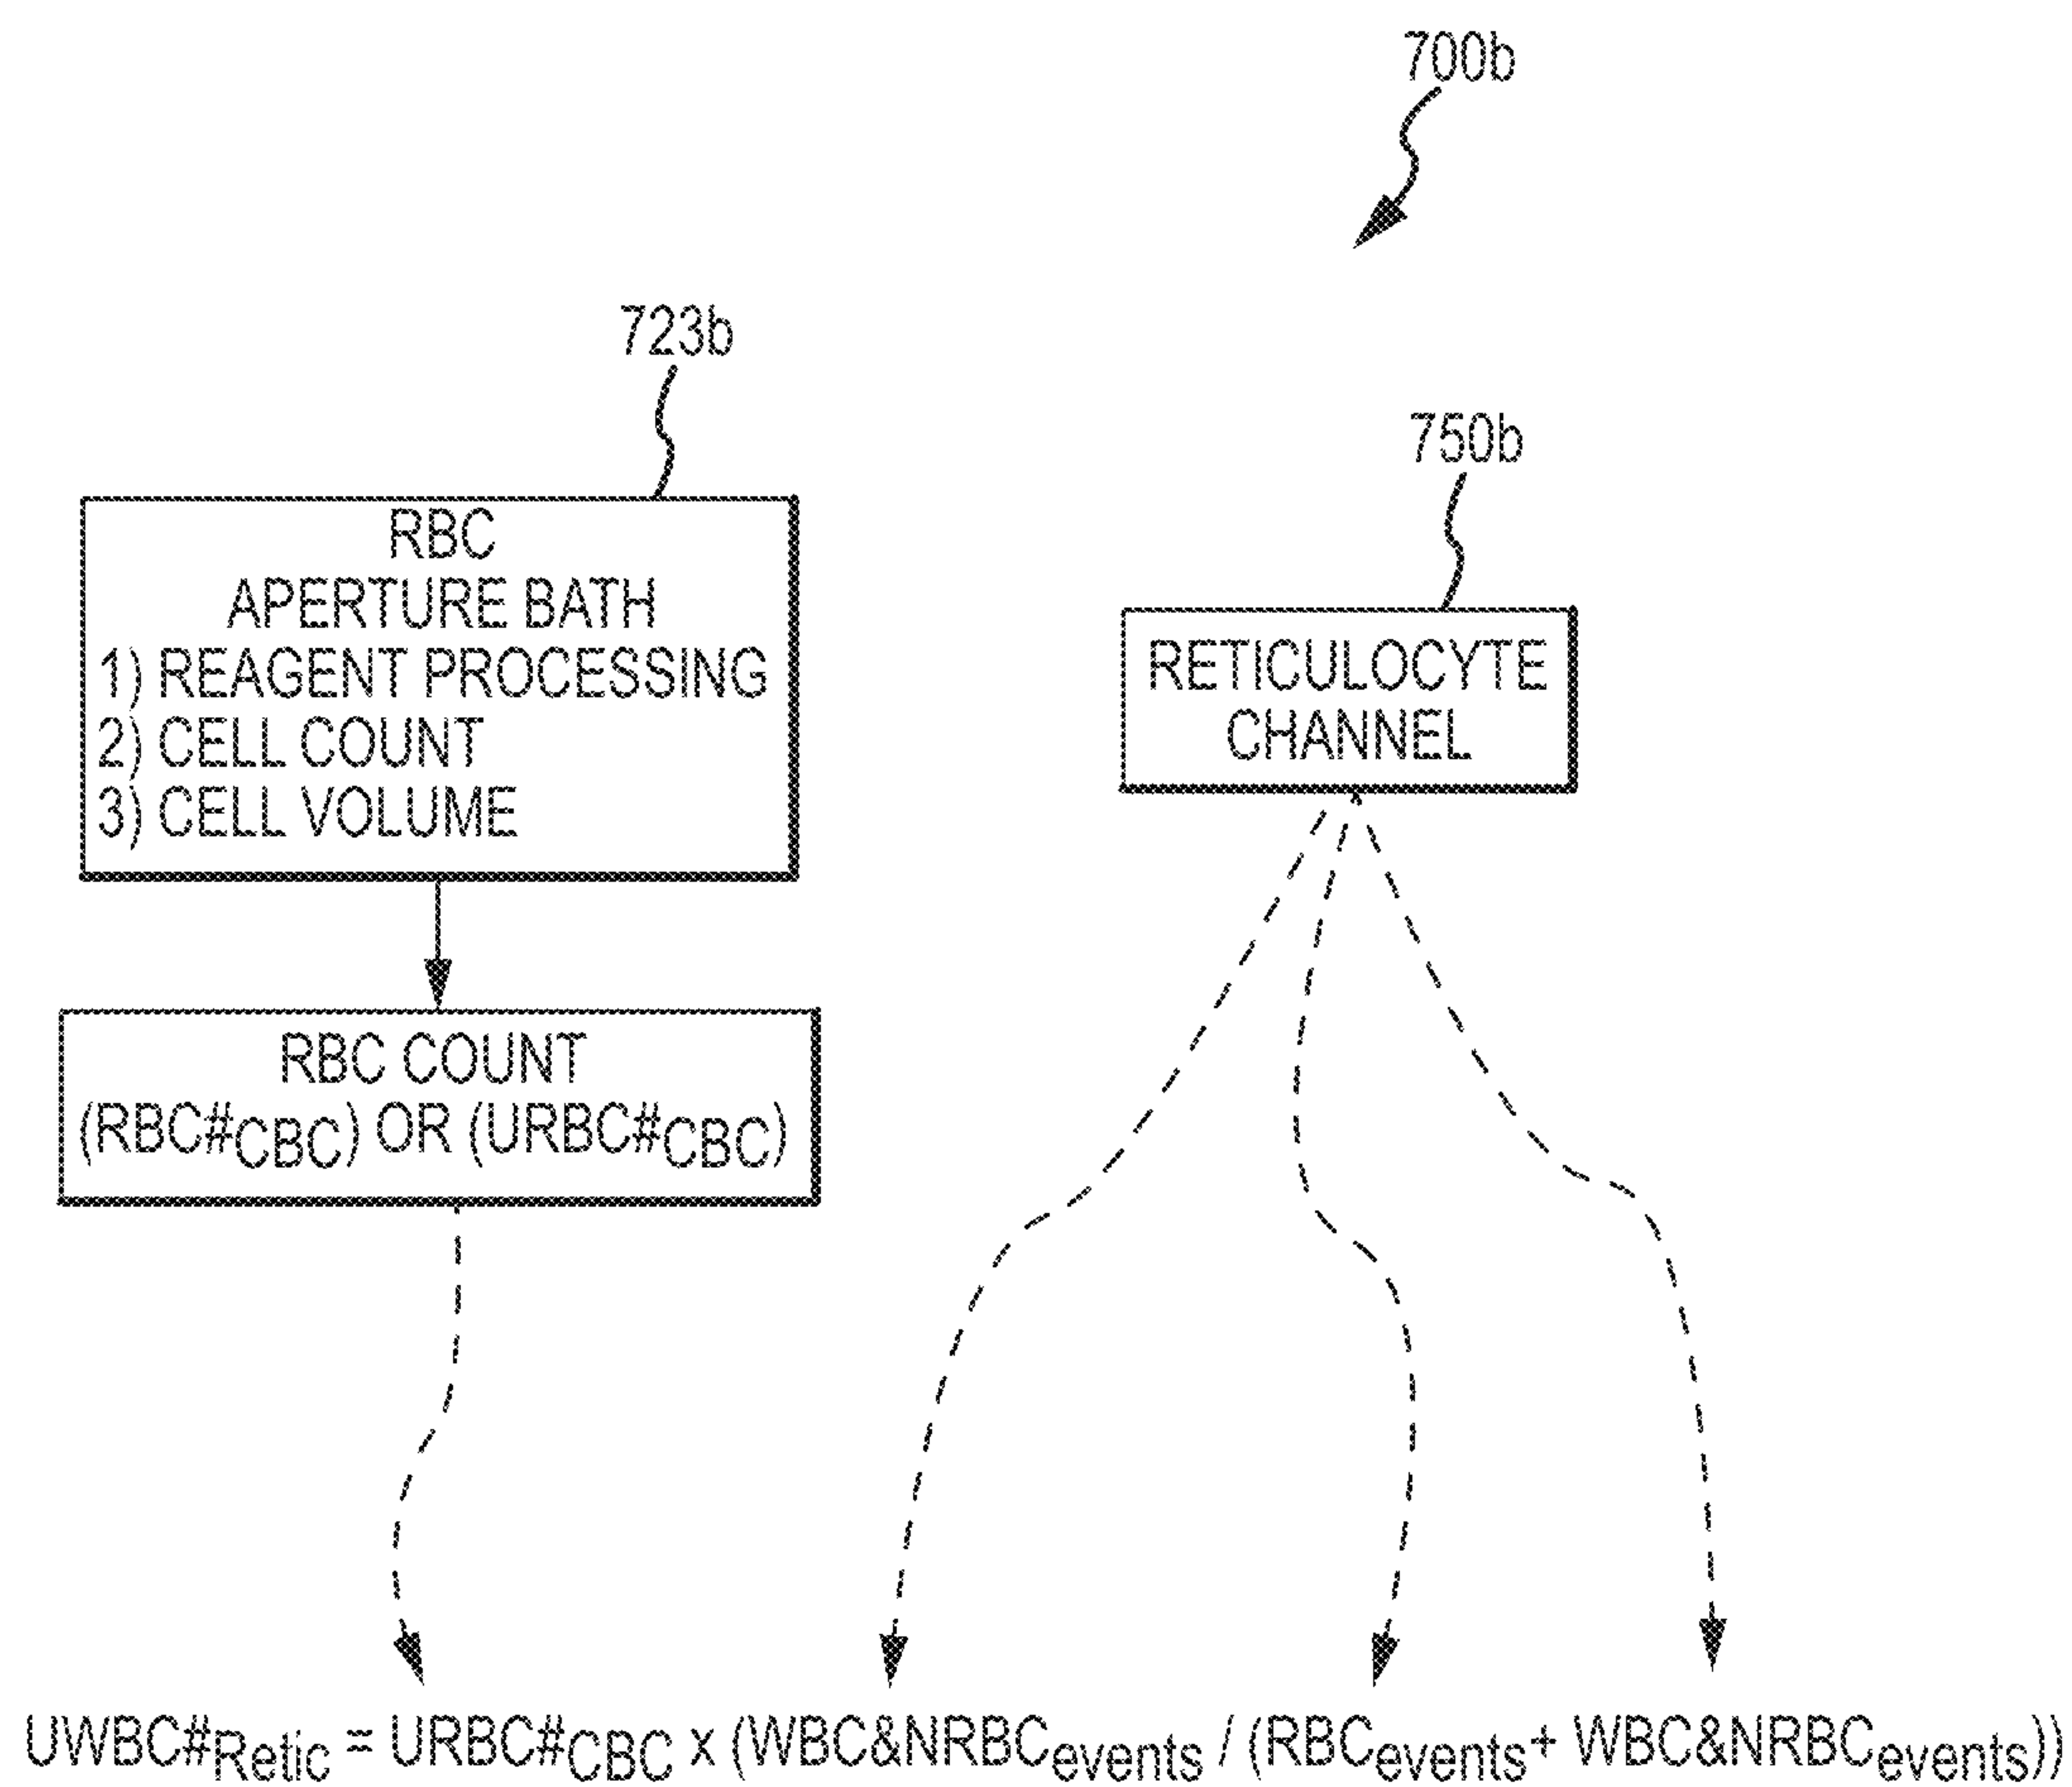 700b
723b
750b
RBC
APERTURE BATH
1) REAGENT PROCESSING
2) CELL COUNT
3) CELL VOLUME
RETICULOCYTE
CHANNEL
RBC COUNT
(RBC#CBC) OR (URBC#CBC)
UWBC#Retic = URBC#CBC x (WBC&NRBCevents / (RBCevents+ WBC&NRBCevents))